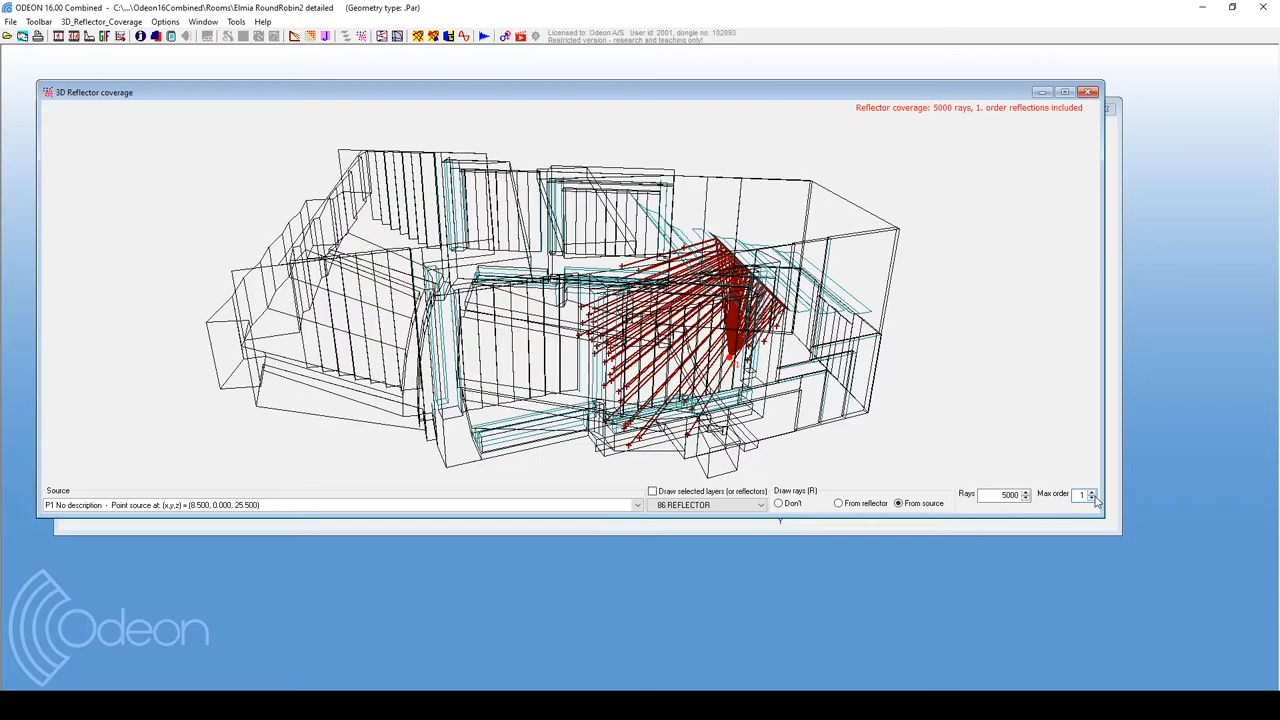 ODEON 16.00 Combined - C:\...\Odeon16Combined\Rooms\Elmia RoundRobin2 detailed (Geometry type: .Par)
File Toolbar 3D_Reflector_Coverage Options Window Tools Help
Licensed to: Odeon A/S User id: 2001, dongle no: 102093
Restricted version - research and teaching only!
3D Reflector coverage
Reflector coverage: 5000 rays, 1. order reflections included
Source
P1 No description - Point source at: (x,y,z) = (8.500, 0.000, 25.500)
Draw selected layers (or reflectors)
86 REFLECTOR
Draw rays (R)
Don't From reflector From source
Rays 5000 Max order 1
Y
Odeon